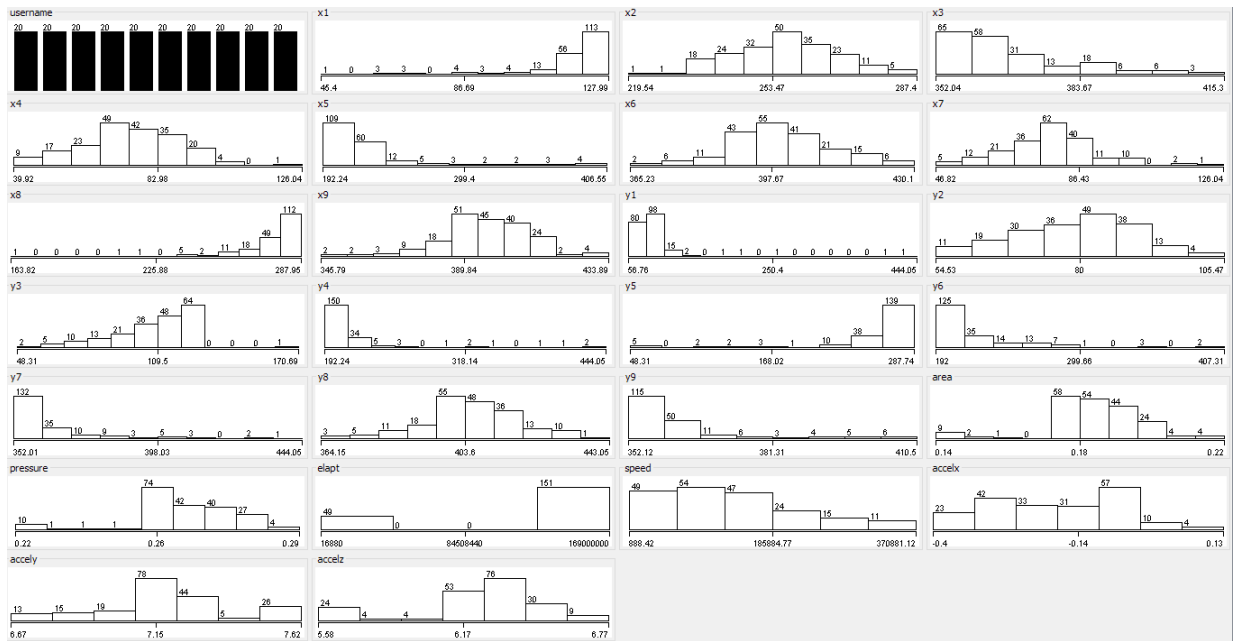 username
20 20 20 20 20 20 20 20 20 20
x1
1 0 3 3 0 4 3 4 13 56 113
45.4 86.69 127.99
x2
1 1 18 24 32 50 35 23 11 5
219.54 253.47 287.4
x3
65 58 31 13 18 6 6 3
352.04 383.67 415.3
x4
9 17 23 49 42 35 20 4 0 1
39.92 82.98 126.04
x5
109 60 12 5 3 2 2 3 4
192.24 299.4 406.55
x6
2 6 11 43 55 41 21 15 6
365.23 397.67 430.1
x7
5 12 21 36 62 40 11 10 0 2 1
46.82 86.43 126.04
x8
1 0 0 0 0 1 1 0 5 2 11 18 49 112
163.82 225.88 287.95
x9
2 2 3 9 18 51 45 40 24 2 4
346.79 389.84 433.89
y1
80 98 15 2 0 1 0 1 1 0 0 0 0 0 1 1
56.76 250.4 444.05
y2
11 19 30 36 49 38 13 4
54.53 80 105.47
y3
2 5 10 13 21 36 48 64 0 0 0 1
48.31 109.5 170.69
y4
150 34 5 3 0 1 2 1 0 1 1 2
192.24 318.14 444.05
y5
5 0 2 2 3 1 10 38 139
48.31 168.02 287.74
y6
125 35 14 13 7 1 0 3 0 2
192 299.66 407.31
y7
132 35 10 9 3 5 3 0 2 1
352.01 398.03 444.05
y8
3 5 11 18 55 48 36 13 10 1
364.15 403.6 443.05
y9
115 50 11 6 3 4 5 6
352.12 381.31 410.5
area
9 2 1 0 58 54 44 24 4 4
0.14 0.18 0.22
pressure
10 1 1 1 74 42 40 27 4
0.22 0.26 0.29
elapt
49 0 0 151
16880 84508440 169000000
speed
49 54 47 24 15 11
888.42 185884.77 370881.12
accelx
23 42 33 31 57 10 4
-0.4 -0.14 0.13
accely
13 15 19 78 44 5 26
6.67 7.15 7.62
accelz
24 4 4 53 76 30 9
5.58 6.17 6.77